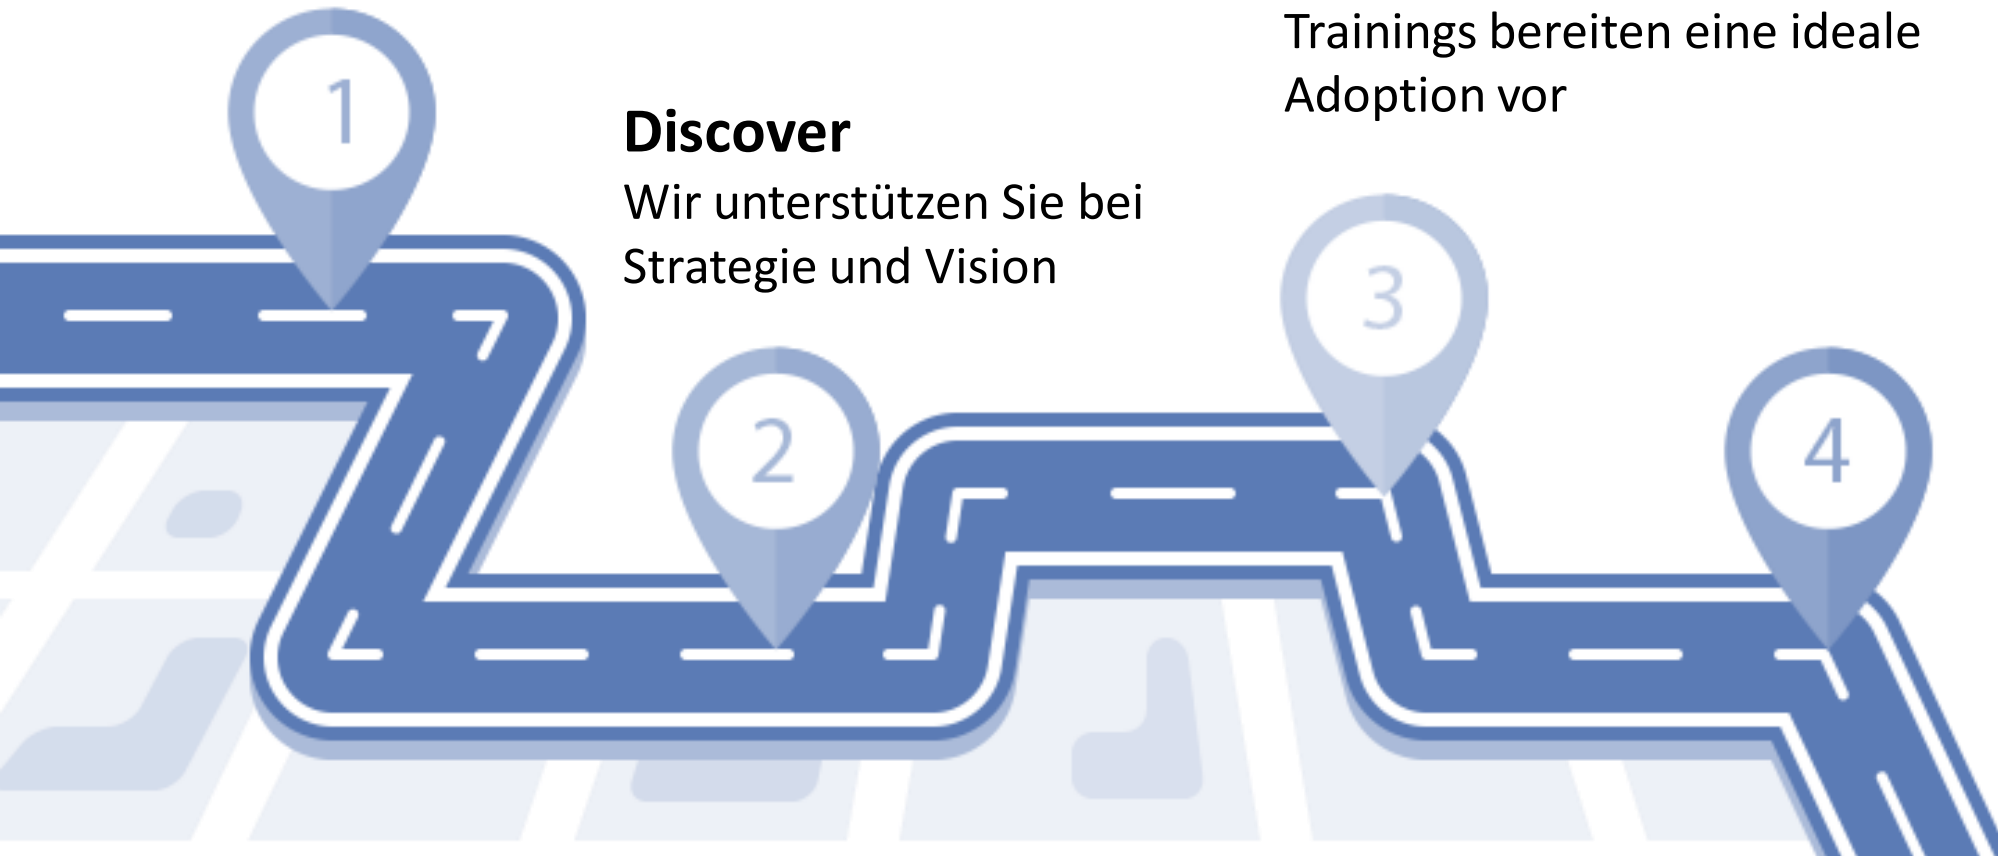 1
Discover
Wir unterstützen Sie bei
Strategie und Vision
2
Trainings bereiten eine ideale
Adoption vor
3
4